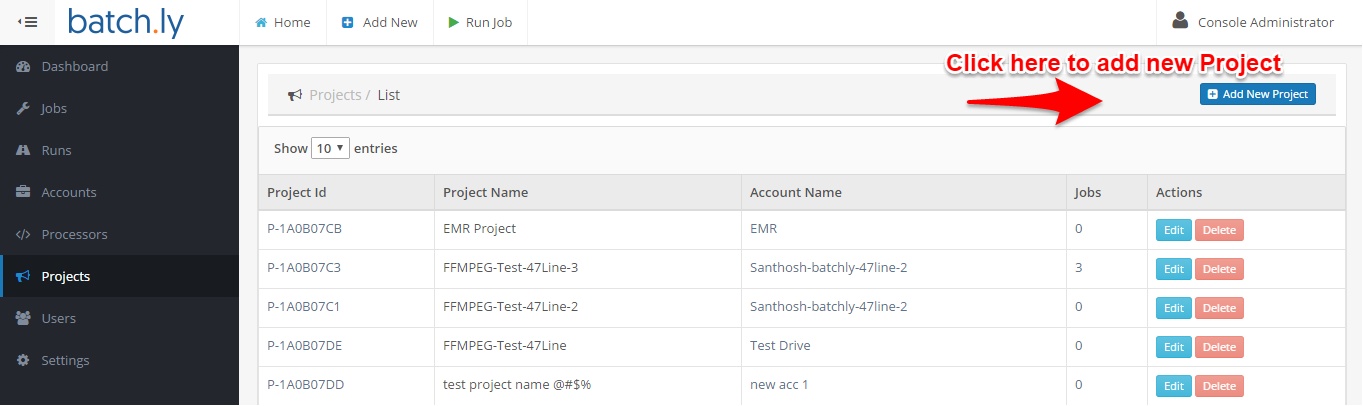 batch.ly Home Add New Run Job Console Administrator
Dashboard
Jobs
Runs
Accounts
Processors
Projects
Users
Settings
Click here to add new Project
Projects / List
Add New Project
Show 10 entries
Project Id Project Name Account Name Jobs Actions
P-1A0B07CB EMR Project EMR 0 Edit Delete
P-1A0B07C3 FFMPEG-Test-47Line-3 Santhosh-batchly-47line-2 3 Edit Delete
P-1A0B07C1 FFMPEG-Test-47Line-2 Santhosh-batchly-47line-2 0 Edit Delete
P-1A0B07DE FFMPEG-Test-47Line Test Drive 0 Edit Delete
P-1A0B07DD test project name @#$% new acc 1 0 Edit Delete